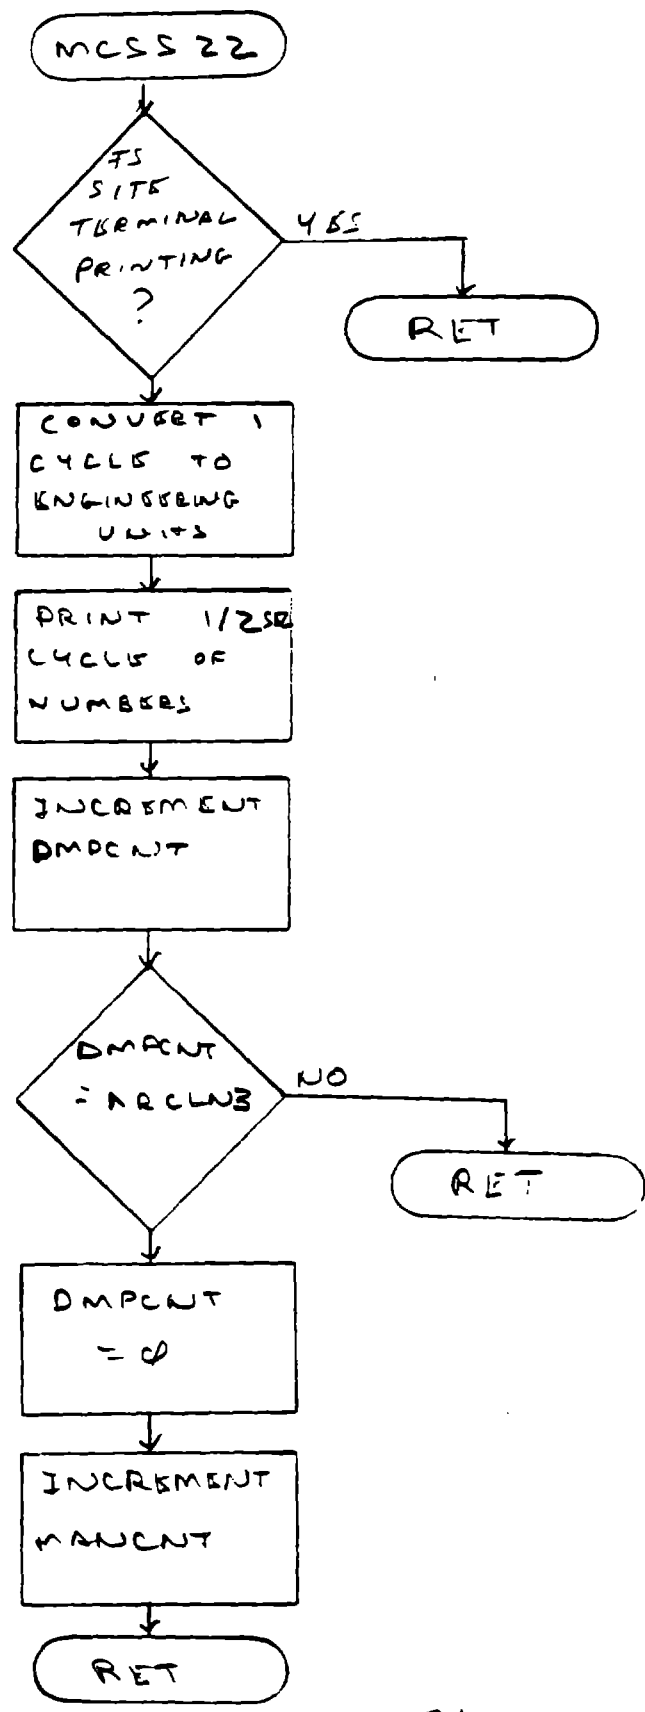 MCSS 22
IS
SITE
TERMINAL
PRINTING
?
YES
RET
CONVERT 1
CYCLE TO
ENGINEERING
UNITS
PRINT 1/2
CYCLE OF
NUMBERS
INCREMENT
DMPCNT
DMPCNT
= ARCLN3
NO
RET
DMPCNT
= Ø
INCREMENT
MANCNT
RET